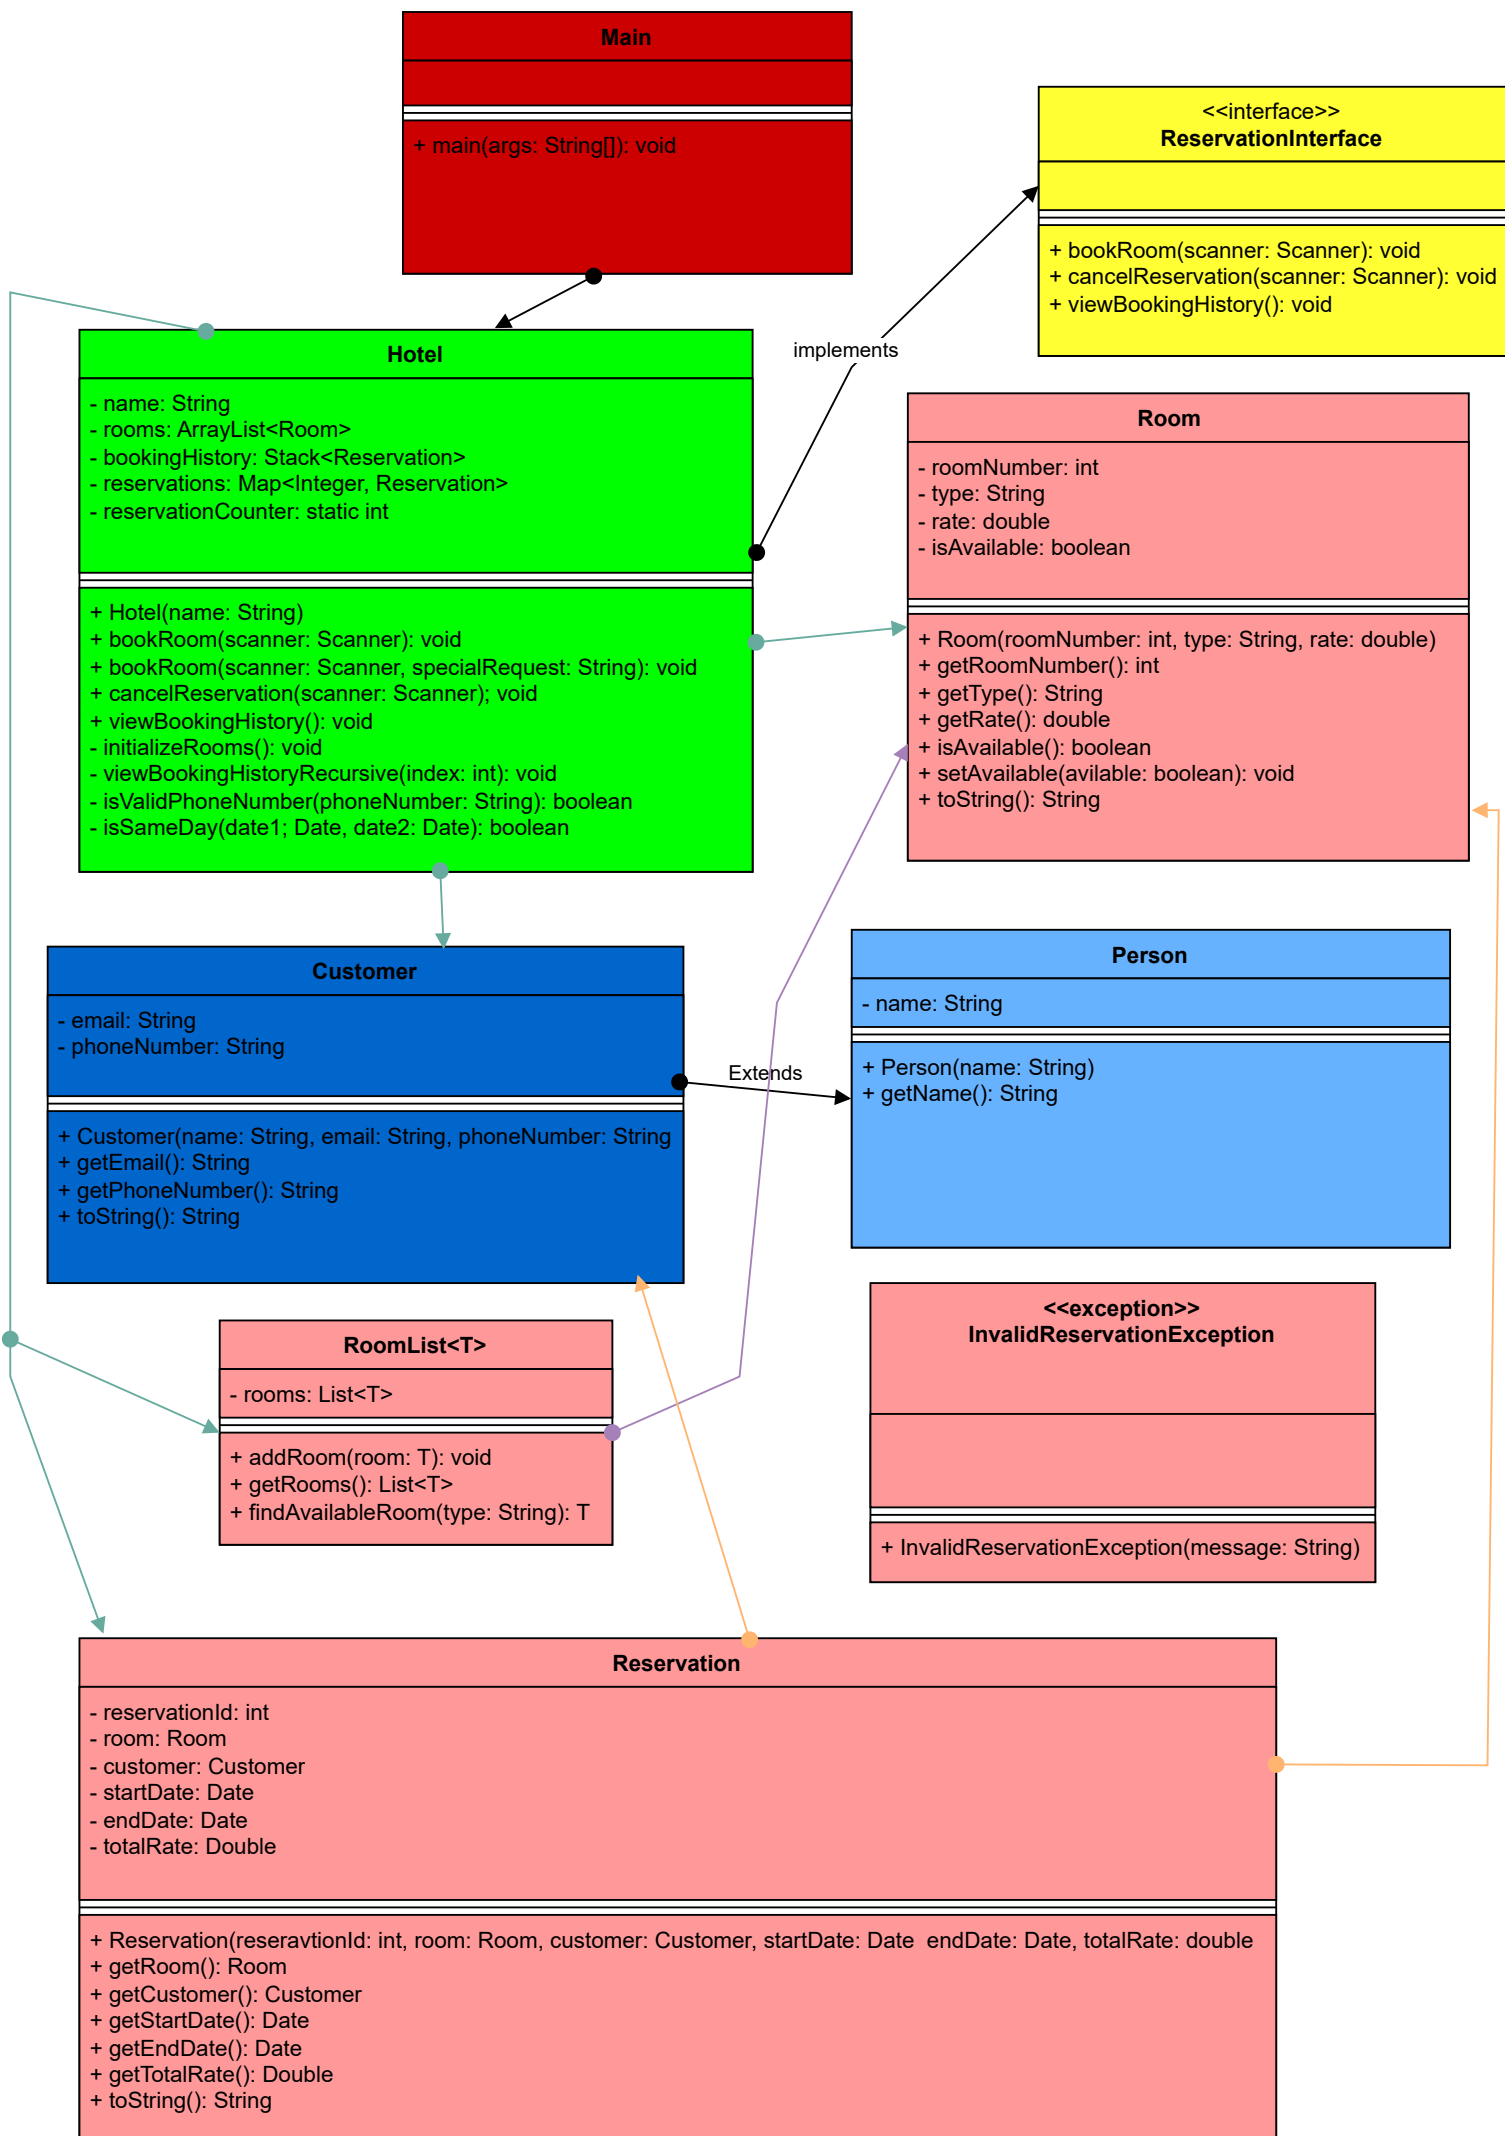 Main
+ main(args: String[]): void
<<interface>>
ReservationInterface
+ bookRoom(scanner: Scanner): void
+ cancelReservation(scanner: Scanner): void
+ viewBookingHistory(): void
implements
Hotel
- name: String
- rooms: ArrayList<Room>
- bookingHistory: Stack<Reservation>
- reservations: Map<Integer, Reservation>
- reservationCounter: static int
+ Hotel(name: String)
+ bookRoom(scanner: Scanner): void
+ bookRoom(scanner: Scanner, specialRequest: String): void
+ cancelReservation(scanner: Scanner); void
+ viewBookingHistory(): void
- initializeRooms(): void
- viewBookingHistoryRecursive(index: int): void
- isValidPhoneNumber(phoneNumber: String): boolean
- isSameDay(date1; Date, date2: Date): boolean
Room
- roomNumber: int
- type: String
- rate: double
- isAvailable: boolean
+ Room(roomNumber: int, type: String, rate: double)
+ getRoomNumber(): int
+ getType(): String
+ getRate(): double
+ isAvailable(): boolean
+ setAvailable(avilable: boolean): void
+ toString(): String
Customer
- email: String
- phoneNumber: String
+ Customer(name: String, email: String, phoneNumber: String
+ getEmail(): String
+ getPhoneNumber(): String
+ toString(): String
Extends
Person
- name: String
+ Person(name: String)
+ getName(): String
<<exception>>
InvalidReservationException
+ InvalidReservationException(message: String)
RoomList<T>
- rooms: List<T>
+ addRoom(room: T): void
+ getRooms(): List<T>
+ findAvailableRoom(type: String): T
Reservation
- reservationId: int
- room: Room
- customer: Customer
- startDate: Date
- endDate: Date
- totalRate: Double
+ Reservation(reseravtionId: int, room: Room, customer: Customer, startDate: Date  endDate: Date, totalRate: double
+ getRoom(): Room
+ getCustomer(): Customer
+ getStartDate(): Date
+ getEndDate(): Date
+ getTotalRate(): Double
+ toString(): String